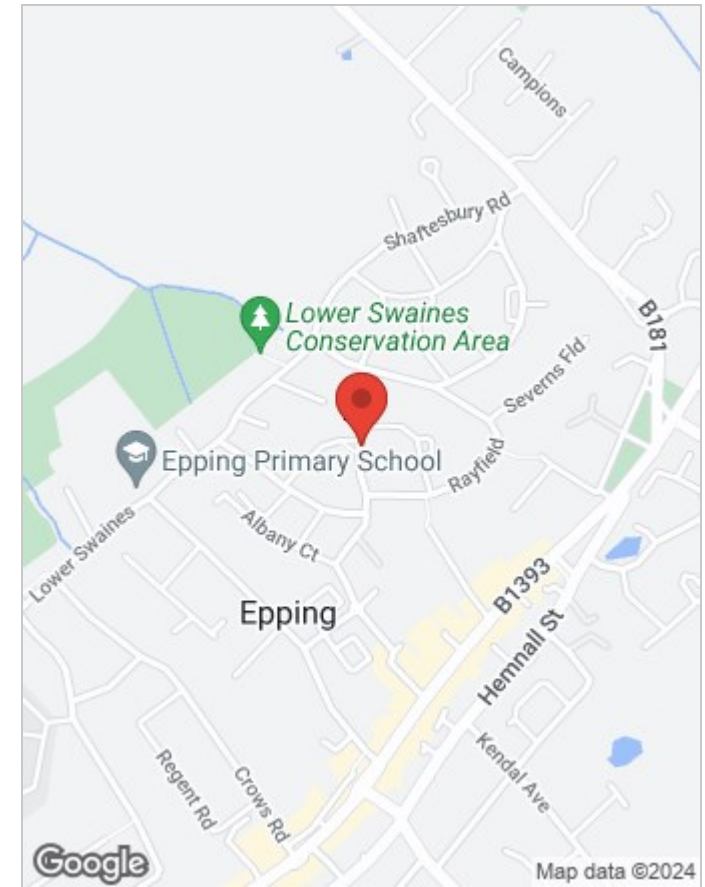 Campions
Shaftesbury Rd
B181
Lower Swaines
Conservation Area
Severns Fld
Epping Primary School
Rayfield
Albany Ct
Lower Swaines
B1393
Epping
Hemnall St
Kendal Ave
Regent Rd
Crows Rd
Google
Map data ©2024